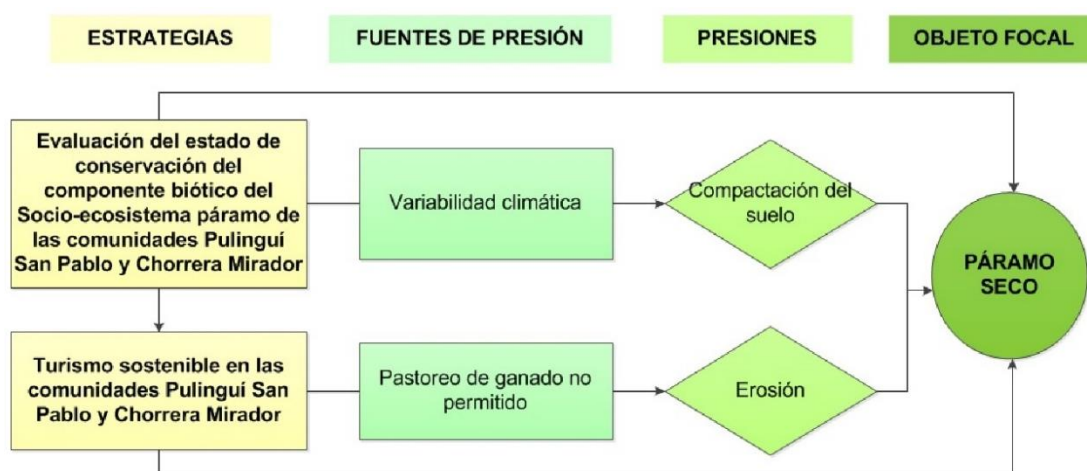 ESTRATEGIAS
FUENTES DE PRESIÓN
PRESIONES
OBJETO FOCAL
Evaluación del estado de
conservación del
componente biótico del
Socio-ecosistema páramo de
las comunidades Pulinguí
San Pablo y Chorrera Mirador
Variabilidad climática
Compactación del
suelo
PÁRAMO
SECO
Turismo sostenible en las
comunidades Pulinguí San
Pablo y Chorrera Mirador
Pastoreo de ganado no
permitido
Erosión